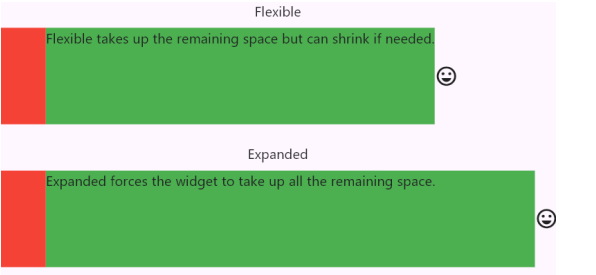 Flexible
Flexible takes up the remaining space but can shrink if needed.
Expanded
Expanded forces the widget to take up all the remaining space.